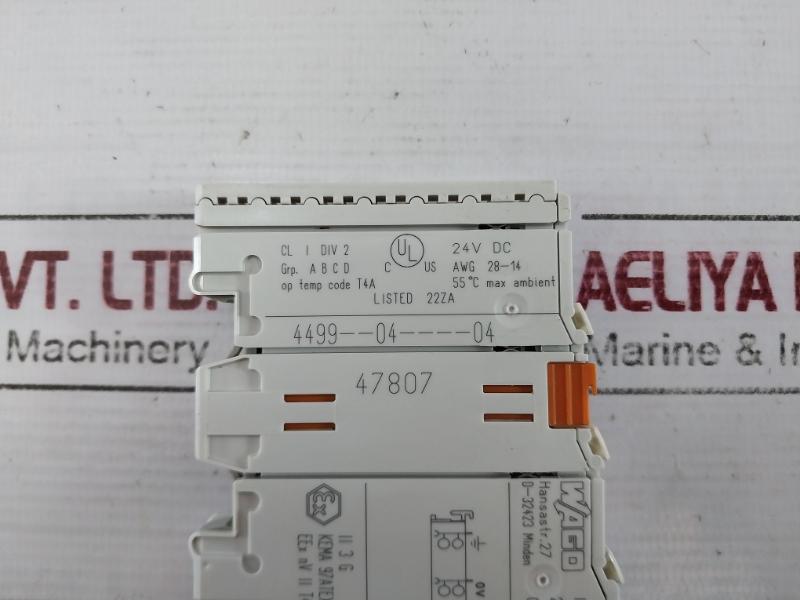 VT. LTD.
Machinery
AELIYA
Marine & In
CL I DIV 2
Grp. A B C D
op temp code T4A
C UL US
LISTED 22ZA
24V DC
AWG 28-14
55°C max ambient
4499--04----04
47807
Ex
II 3 G
KEMA 97ATEX
EEx nV II T4
0V
WAGO
Hansastr. 27
D-32423 Minden